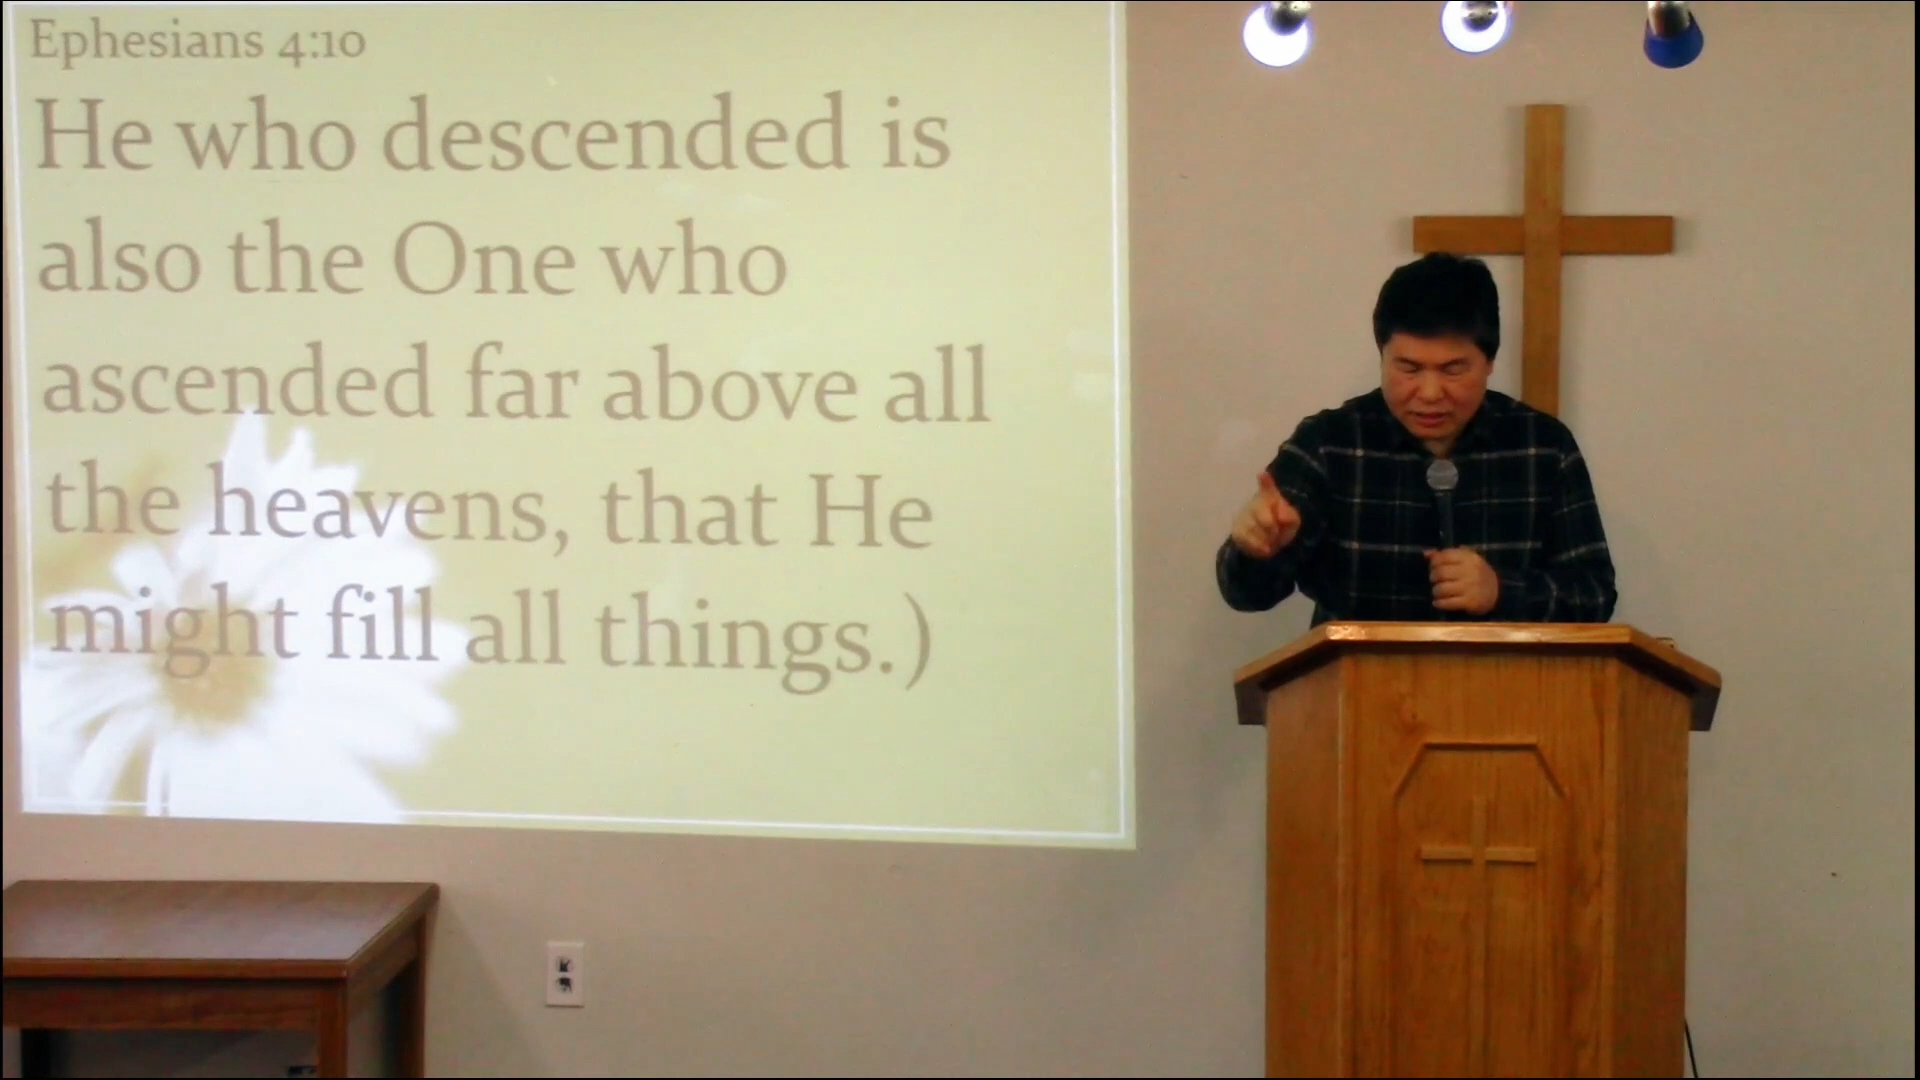 Ephesians 4:10
He who descended is
also the One who
ascended far above all
the heavens, that He
might fill all things.)